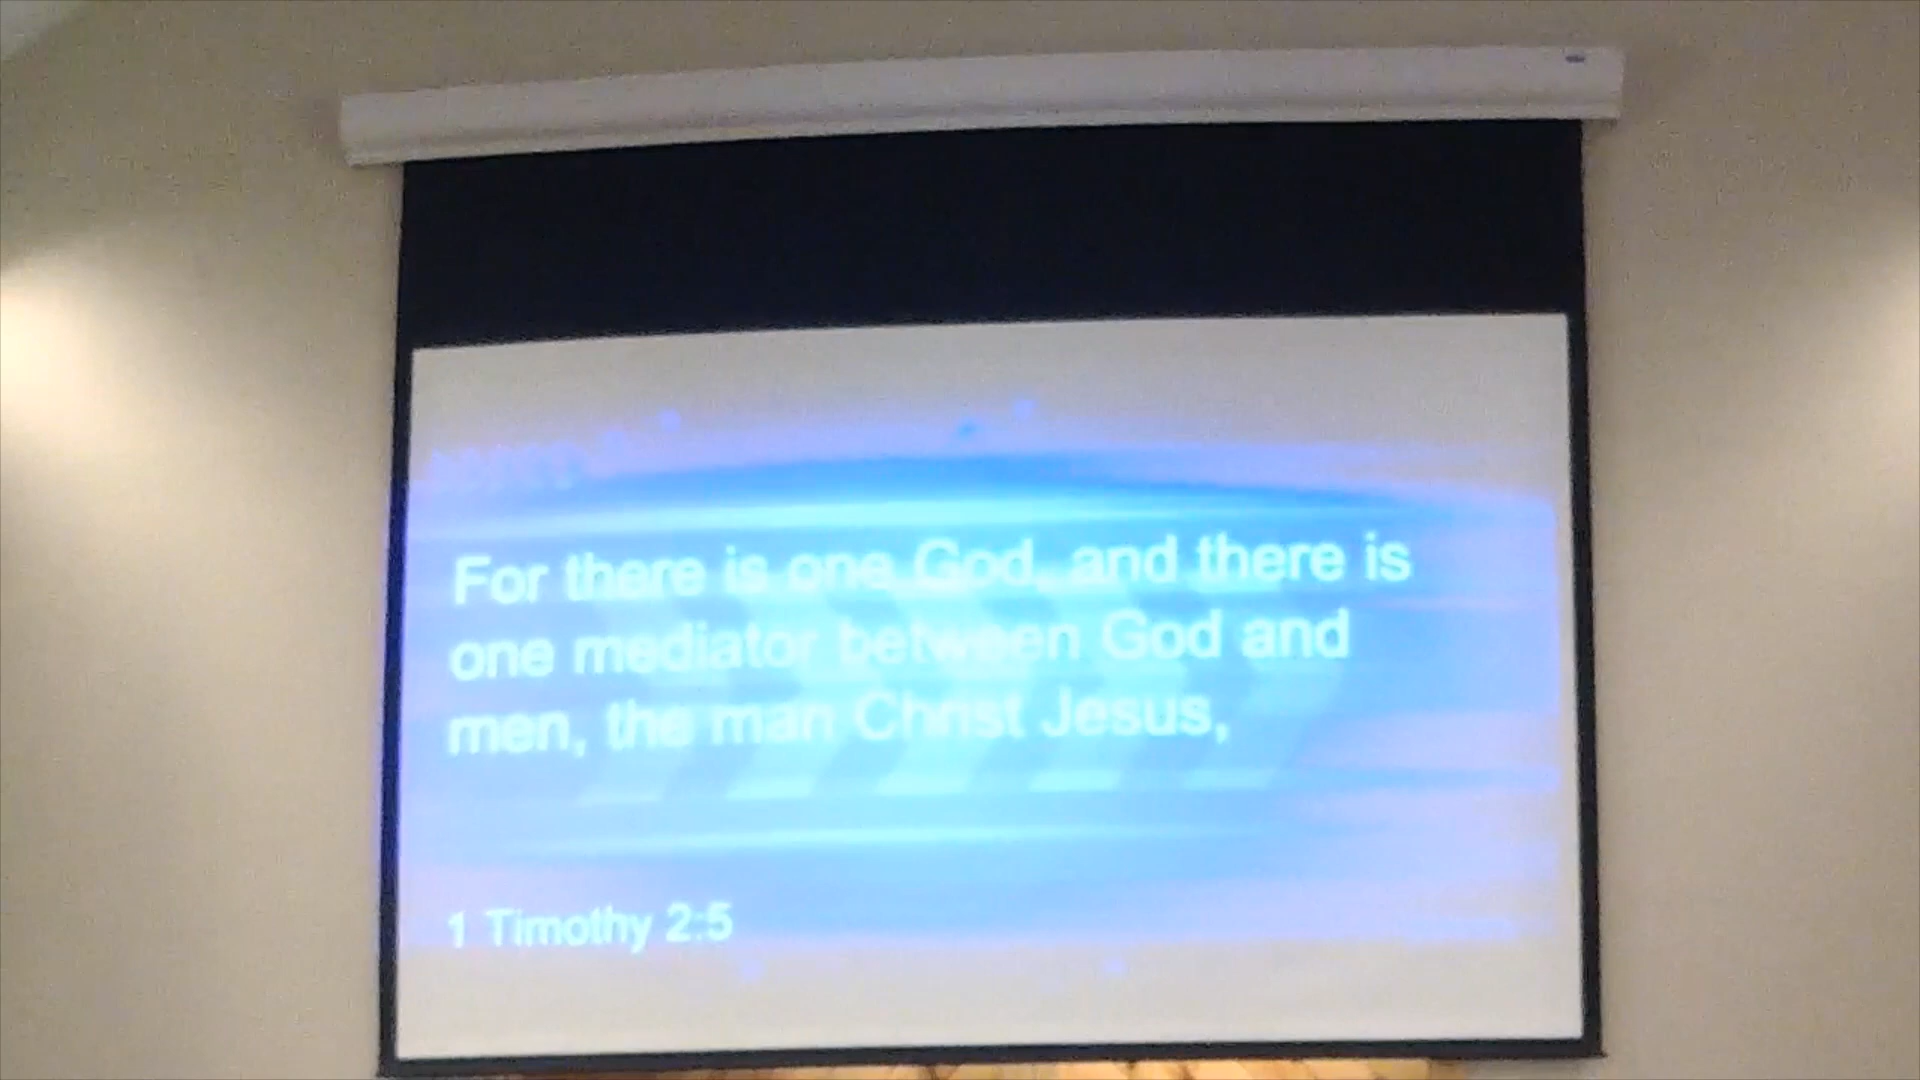 For there is one God, and there is
one mediator between God and
men, the man Christ Jesus,
1 Timothy 2:5